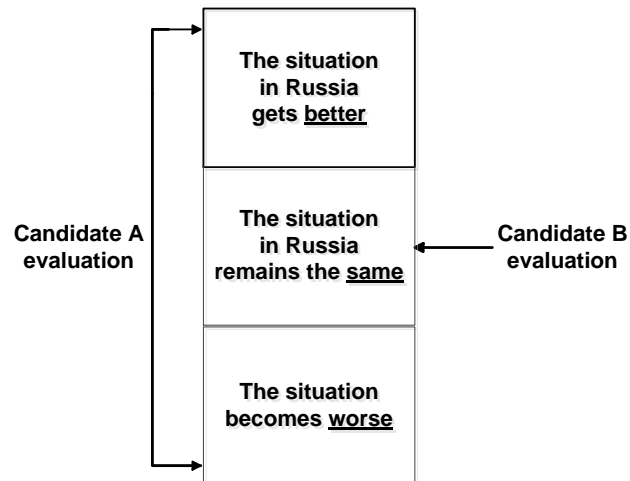 The situation
in Russia
gets better
Candidate A
evaluation
The situation
in Russia
remains the same
Candidate B
evaluation
The situation
becomes worse